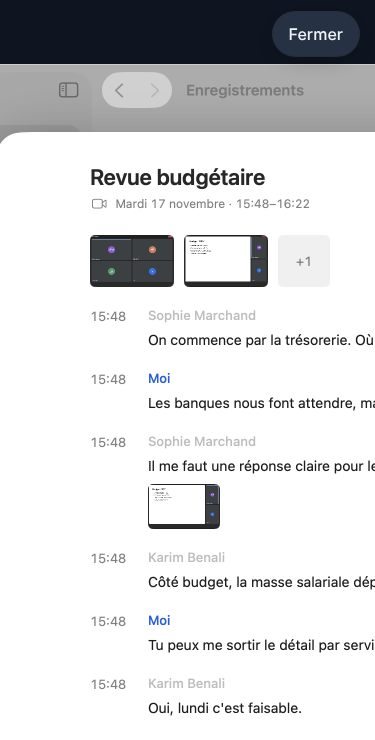 Fermer
Enregistrements
Revue budgétaire
Mardi 17 novembre · 15:48–16:22
+1
15:48 Sophie Marchand
On commence par la trésorerie. Où
15:48 Moi
Les banques nous font attendre, ma
15:48 Sophie Marchand
Il me faut une réponse claire pour le
15:48 Karim Benali
Côté budget, la masse salariale dép
15:48 Moi
Tu peux me sortir le détail par servi
15:48 Karim Benali
Oui, lundi c'est faisable.